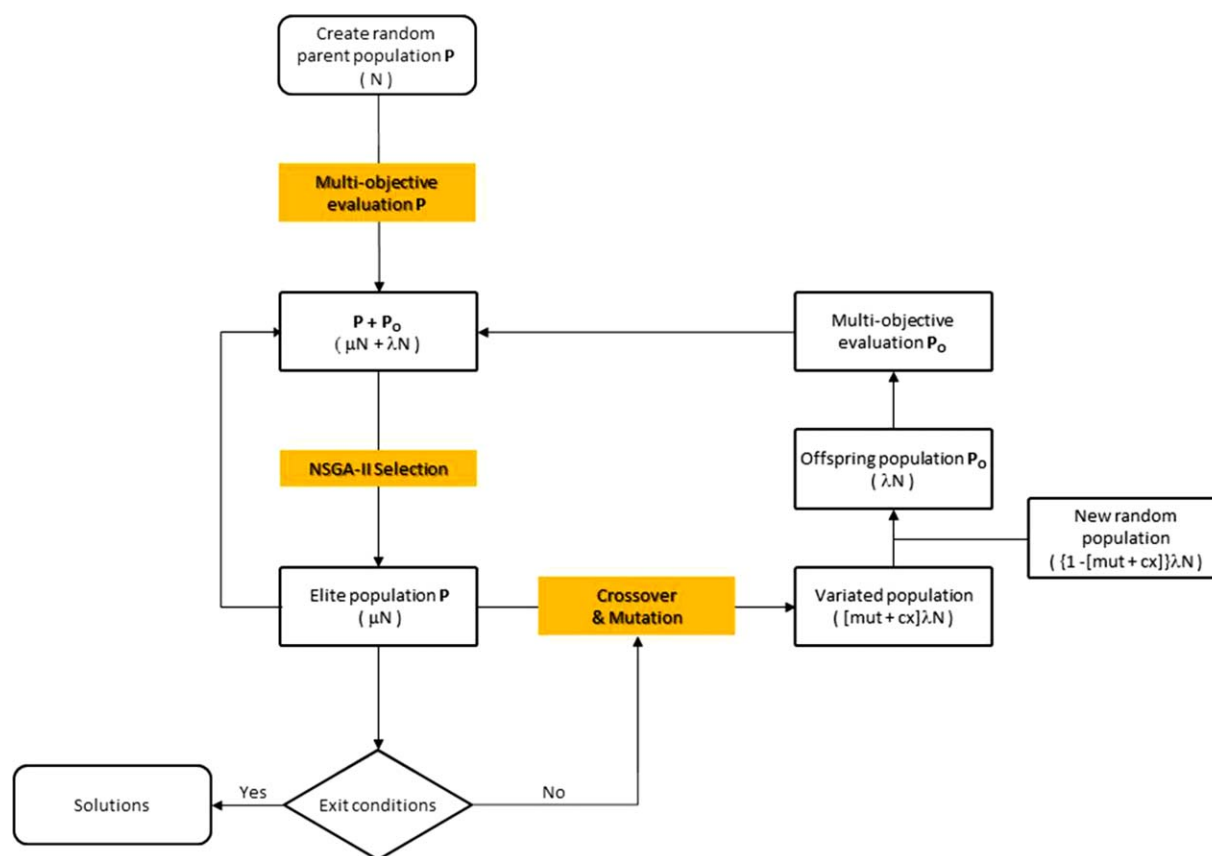 Create random
parent population P
( N )
Multi-objective
evaluation P
P + Po
( μN + λN )
Multi-objective
evaluation Po
NSGA-II Selection
Offspring population Po
( λN )
New random
population
( {1 -[mut + cx]}λN )
Elite population P
( μN )
Crossover
& Mutation
Variated population
( [mut + cx]λN )
Exit conditions
Yes
No
Solutions